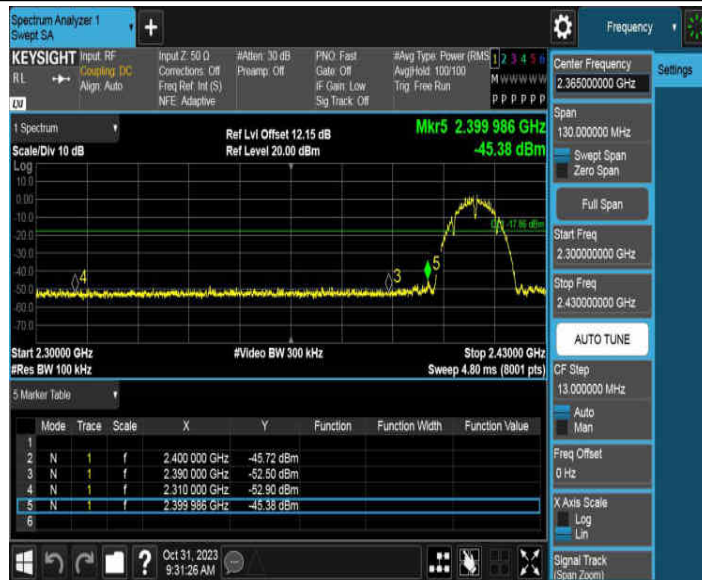 Spectrum Analyzer 1
Swept SA
+
Frequency
KEYSIGHT
RL
LXI
Input: RF
Coupling: DC
Align: Auto
Input Z: 50 Ω
Corrections: Off
Freq Ref: Int (S)
NFE: Adaptive
#Atten: 30 dB
Preamp: Off
PNO: Fast
Gate: Off
IF Gain: Low
Sig Track: Off
#Avg Type: Power (RMS
Avg|Hold: 100/100
Trig: Free Run
1 2 3 4 5 6
M W W W W W
P P P P P P
Center Frequency
2.365000000 GHz
Settings
Span
130.000000 MHz
Swept Span
Zero Span
Full Span
Start Freq
2.300000000 GHz
Stop Freq
2.430000000 GHz
AUTO TUNE
CF Step
13.000000 MHz
Auto
Man
Freq Offset
0 Hz
X Axis Scale
Log
Lin
Signal Track
(Span Zoom)
1 Spectrum
Scale/Div 10 dB
Ref Lvl Offset 12.15 dB
Ref Level 20.00 dBm
Mkr5 2.399 986 GHz
-45.38 dBm
Log
10.0
0.00
-10.0
-20.0
-30.0
-40.0
-50.0
-60.0
-70.0
-17.86 dBm
4
3
5
Start 2.30000 GHz
#Res BW 100 kHz
#Video BW 300 kHz
Stop 2.43000 GHz
Sweep 4.80 ms (8001 pts)
5 Marker Table
Mode Trace Scale X Y Function Function Width Function Value
1
2 N 1 f 2.400 000 GHz -45.72 dBm
3 N 1 f 2.390 000 GHz -52.50 dBm
4 N 1 f 2.310 000 GHz -52.90 dBm
5 N 1 f 2.399 986 GHz -45.38 dBm
6
?
Oct 31, 2023
9:31:26 AM